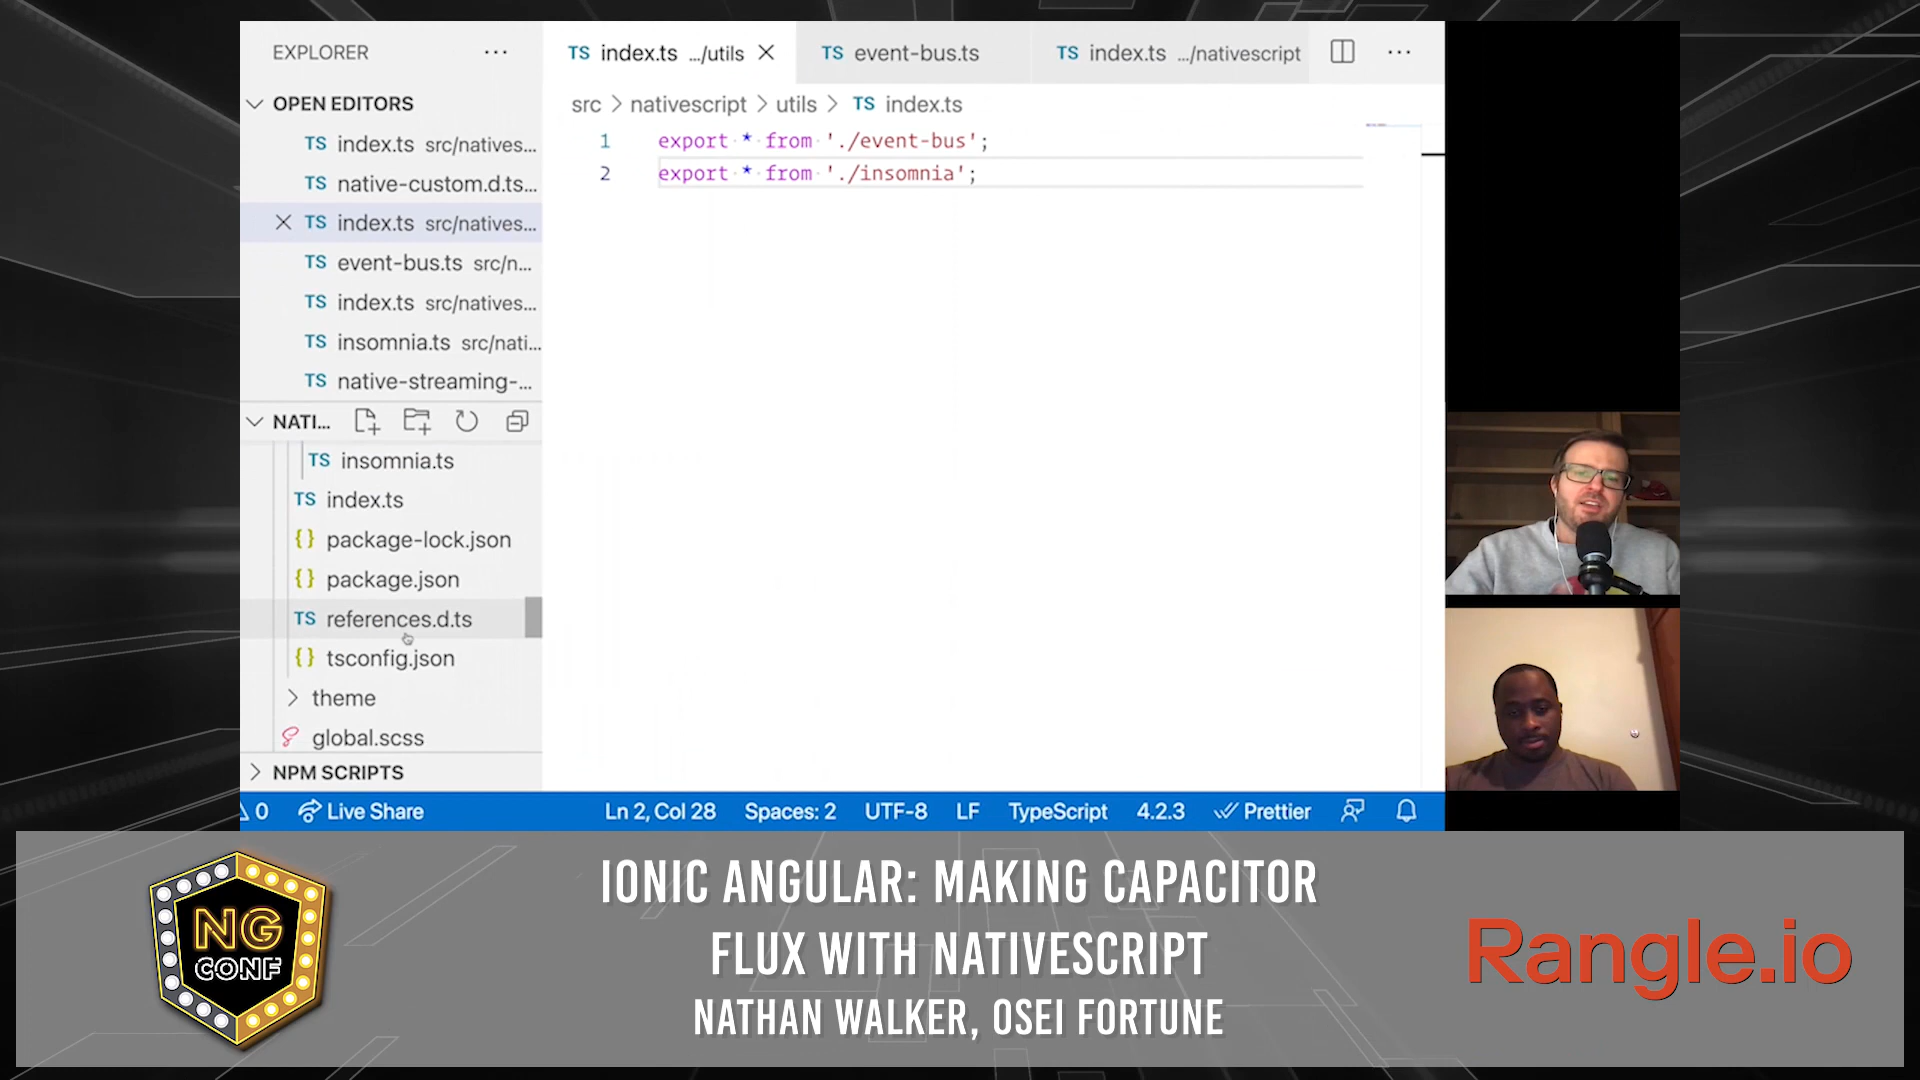 EXPLORER ···
TS index.ts .../utils
TS event-bus.ts
TS index.ts .../nativescript
···
OPEN EDITORS
TS index.ts src/natives...
TS native-custom.d.ts...
TS index.ts src/natives...
TS event-bus.ts src/n...
TS index.ts src/natives...
TS insomnia.ts src/nati...
TS native-streaming-...
NATI...
TS insomnia.ts
TS index.ts
{} package-lock.json
{} package.json
TS references.d.ts
{} tsconfig.json
theme
global.scss
NPM SCRIPTS
src > nativescript > utils > TS index.ts
1 export * from './event-bus';
2 export * from './insomnia';
0 Live Share
Ln 2, Col 28 Spaces: 2 UTF-8 LF TypeScript 4.2.3 Prettier
NG
CONF
IONIC ANGULAR: MAKING CAPACITOR
FLUX WITH NATIVESCRIPT
NATHAN WALKER, OSEI FORTUNE
Rangle.io